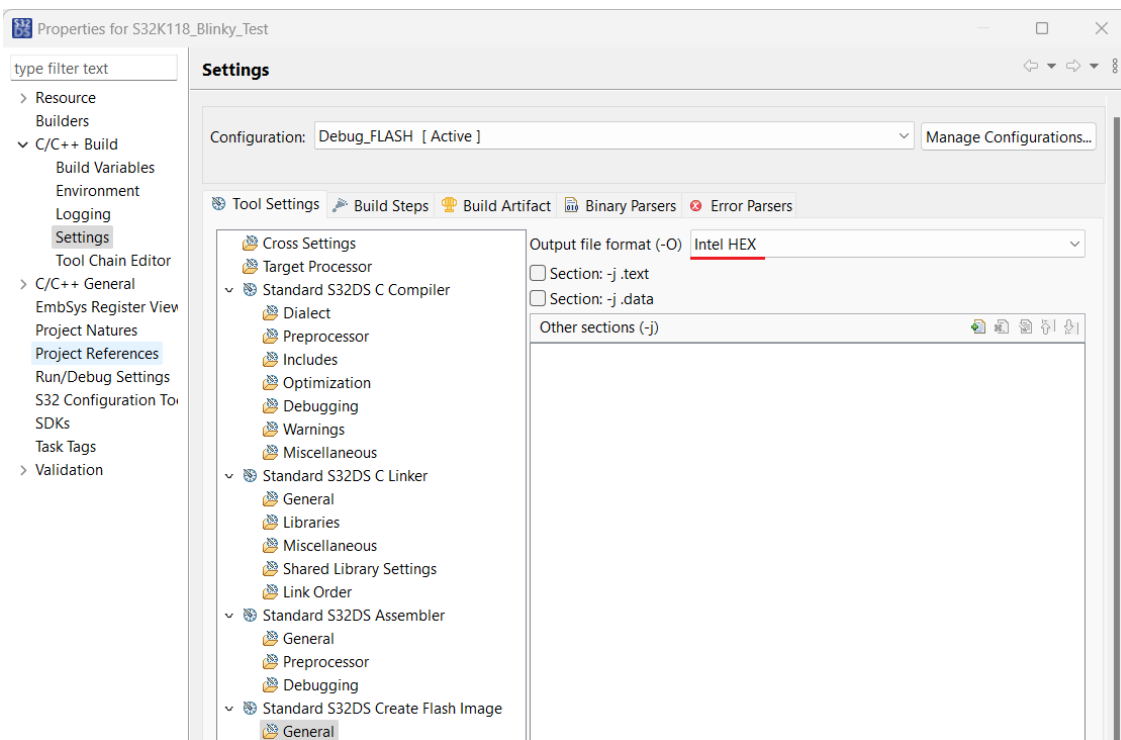 S32 DS Properties for S32K118_Blinky_Test
type filter text
Settings
Resource
Builders
C/C++ Build
Build Variables
Environment
Logging
Settings
Tool Chain Editor
C/C++ General
EmbSys Register View
Project Natures
Project References
Run/Debug Settings
S32 Configuration To
SDKs
Task Tags
Validation
Configuration: Debug_FLASH [ Active ] Manage Configurations...
Tool Settings Build Steps Build Artifact Binary Parsers Error Parsers
Cross Settings
Target Processor
Standard S32DS C Compiler
Dialect
Preprocessor
Includes
Optimization
Debugging
Warnings
Miscellaneous
Standard S32DS C Linker
General
Libraries
Miscellaneous
Shared Library Settings
Link Order
Standard S32DS Assembler
General
Preprocessor
Debugging
Standard S32DS Create Flash Image
General
Output file format (-O) Intel HEX
Section: -j .text
Section: -j .data
Other sections (-j)